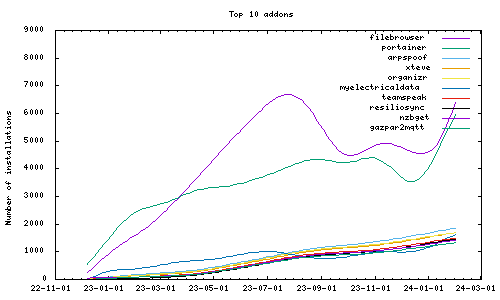 Top 10 addons
filebrowser
portainer
arpspoof
xteve
organizr
myelectricaldata
teamspeak
resiliosync
nzbget
gazpar2mqtt
Number of installations
9000
8000
7000
6000
5000
4000
3000
2000
1000
0
22-11-01 23-01-01 23-03-01 23-05-01 23-07-01 23-09-01 23-11-01 24-01-01 24-03-01